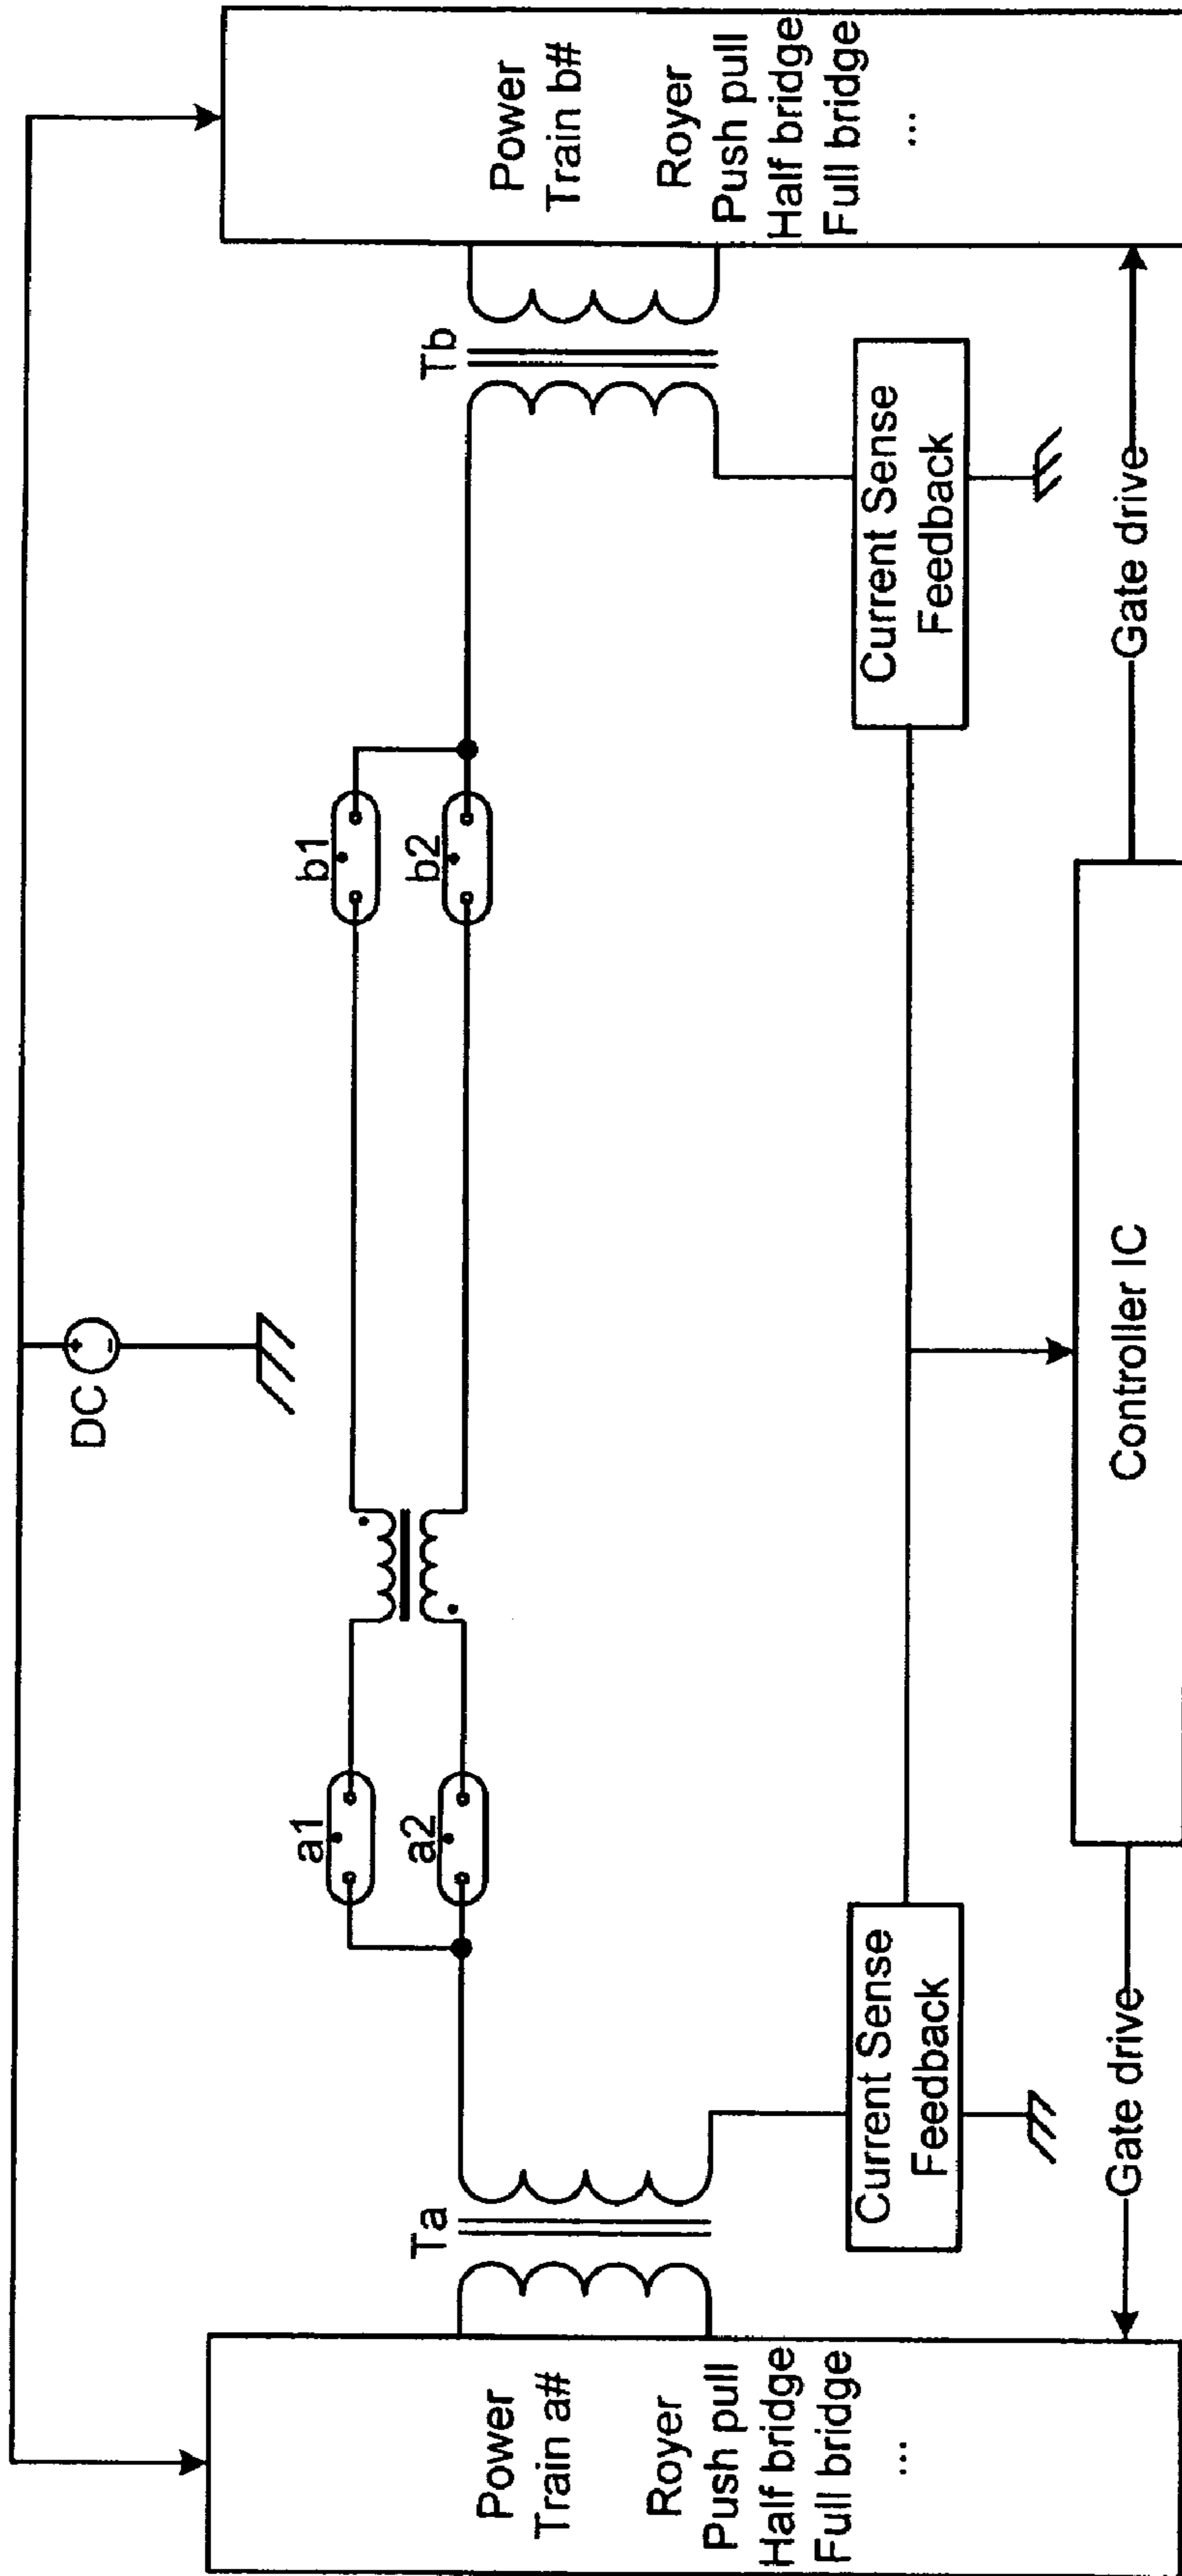 DC
Power
Train a#
Royer
Push pull
Half bridge
Full bridge
...
Ta
a1
a2
b1
b2
Tb
Power
Train b#
Royer
Push pull
Half bridge
Full bridge
...
Current Sense
Feedback
Current Sense
Feedback
Gate drive
Controller IC
Gate drive